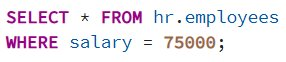 SELECT * FROM hr.employees
WHERE salary = 75000;